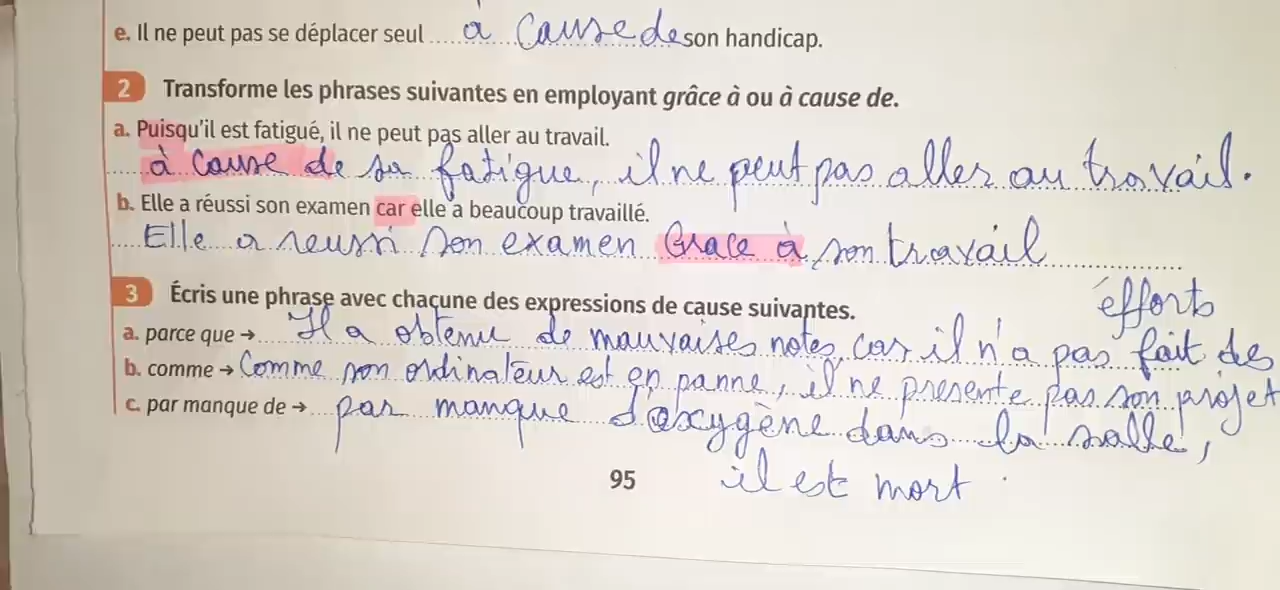 e. Il ne peut pas se déplacer seul à cause de son handicap.
2 Transforme les phrases suivantes en employant grâce à ou à cause de.
a. Puisqu'il est fatigué, il ne peut pas aller au travail.
à cause de sa fatigue, il ne peut pas aller au travail.
b. Elle a réussi son examen car elle a beaucoup travaillé.
Elle a reussi son examen Grace à son travail
3 Écris une phrase avec chacune des expressions de cause suivantes.
efforts
a. parce que → Il a obtenu de mauvaises notes, car il n'a pas fait des
b. comme → Comme son ordinateur est en panne, il ne presente pas son projet
c. par manque de → par manque d'oxygène dans la salle,
il est mort.
95